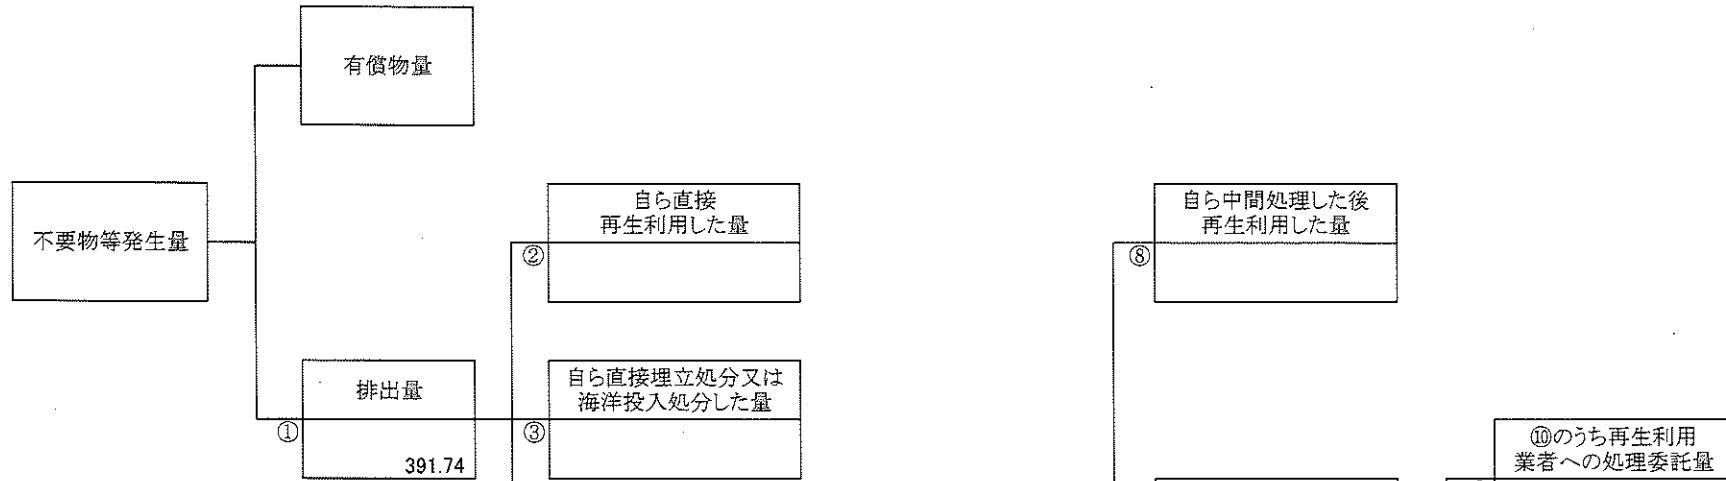 有償物量
不要物等発生量
自ら直接
再生利用した量
②
自ら中間処理した後
再生利用した量
⑧
排出量
①
391.74
自ら直接埋立処分又は
海洋投入処分した量
③
⑩のうち再生利用
業者への処理委託量